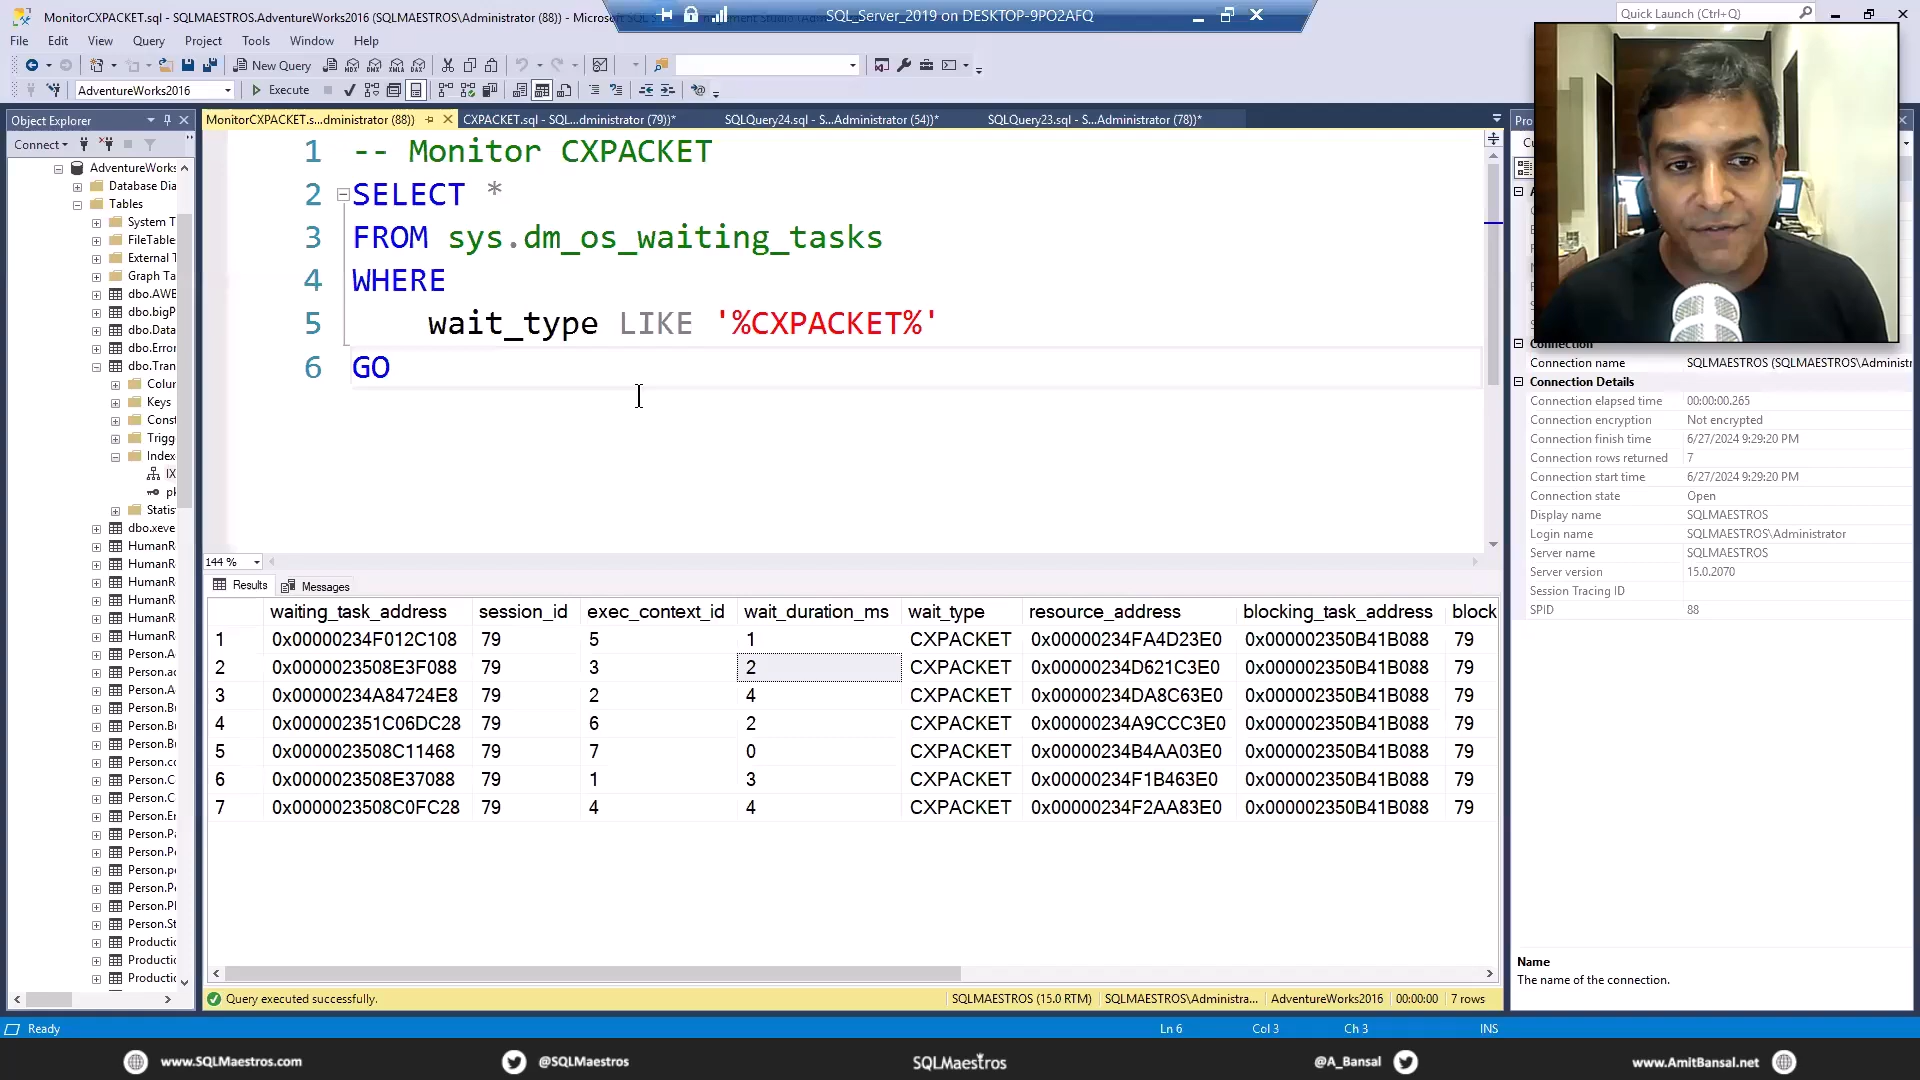 MonitorCXPACKET.sql - SQLMAESTROS.AdventureWorks2016 (SQLMAESTROS\Administrator (88)) - Micros
SQL_Server_2019 on DESKTOP-9PO2AFQ
Quick Launch (Ctrl+Q)
File Edit View Query Project Tools Window Help
New Query
AdventureWorks2016
Execute
Object Explorer
MonitorCXPACKET.s...dministrator (88))
CXPACKET.sql - SQL...dministrator (79))*
SQLQuery24.sql - S...Administrator (54))*
SQLQuery23.sql - S...Administrator (78))*
Pro
Connect
AdventureWorks
Database Dia
Tables
System T
FileTable
External T
Graph Ta
dbo.AWB
dbo.bigP
dbo.Data
dbo.Erro
dbo.Tran
Colu
Keys
Const
Trigg
Index
IX
pk
Statis
dbo.xeve
HumanR
HumanR
HumanR
HumanR
HumanR
HumanR
Person.A
Person.ac
Person.A
Person.B
Person.B
Person.B
Person.co
Person.C
Person.C
Person.Er
Person.Pa
Person.P
Person.pe
Person.P
Person.Pl
Person.St
Productic
Productic
Productic
1 -- Monitor CXPACKET
2 SELECT *
3 FROM sys.dm_os_waiting_tasks
4 WHERE
5 wait_type LIKE '%CXPACKET%'
6 GO
144 %
Results Messages
waiting_task_address session_id exec_context_id wait_duration_ms wait_type resource_address blocking_task_address block
1 0x00000234F012C108 79 5 1 CXPACKET 0x00000234FA4D23E0 0x000002350B41B088 79
2 0x0000023508E3F088 79 3 2 CXPACKET 0x00000234D621C3E0 0x000002350B41B088 79
3 0x00000234A84724E8 79 2 4 CXPACKET 0x00000234DA8C63E0 0x000002350B41B088 79
4 0x000002351C06DC28 79 6 2 CXPACKET 0x00000234A9CCC3E0 0x000002350B41B088 79
5 0x0000023508C11468 79 7 0 CXPACKET 0x00000234B4AA03E0 0x000002350B41B088 79
6 0x0000023508E37088 79 1 3 CXPACKET 0x00000234F1B463E0 0x000002350B41B088 79
7 0x0000023508C0FC28 79 4 4 CXPACKET 0x00000234F2AA83E0 0x000002350B41B088 79
Query executed successfully.
SQLMAESTROS (15.0 RTM) SQLMAESTROS\Administra... AdventureWorks2016 00:00:00 7 rows
Connection
Connection name SQLMAESTROS (SQLMAESTROS\Administr
Connection Details
Connection elapsed time 00:00:00.265
Connection encryption Not encrypted
Connection finish time 6/27/2024 9:29:20 PM
Connection rows returned 7
Connection start time 6/27/2024 9:29:20 PM
Connection state Open
Display name SQLMAESTROS
Login name SQLMAESTROS\Administrator
Server name SQLMAESTROS
Server version 15.0.2070
Session Tracing ID
SPID 88
Name
The name of the connection.
Ready
Ln 6 Col 3 Ch 3 INS
www.SQLMaestros.com
@SQLMaestros
SQLMaestros
@A_Bansal
www.AmitBansal.net